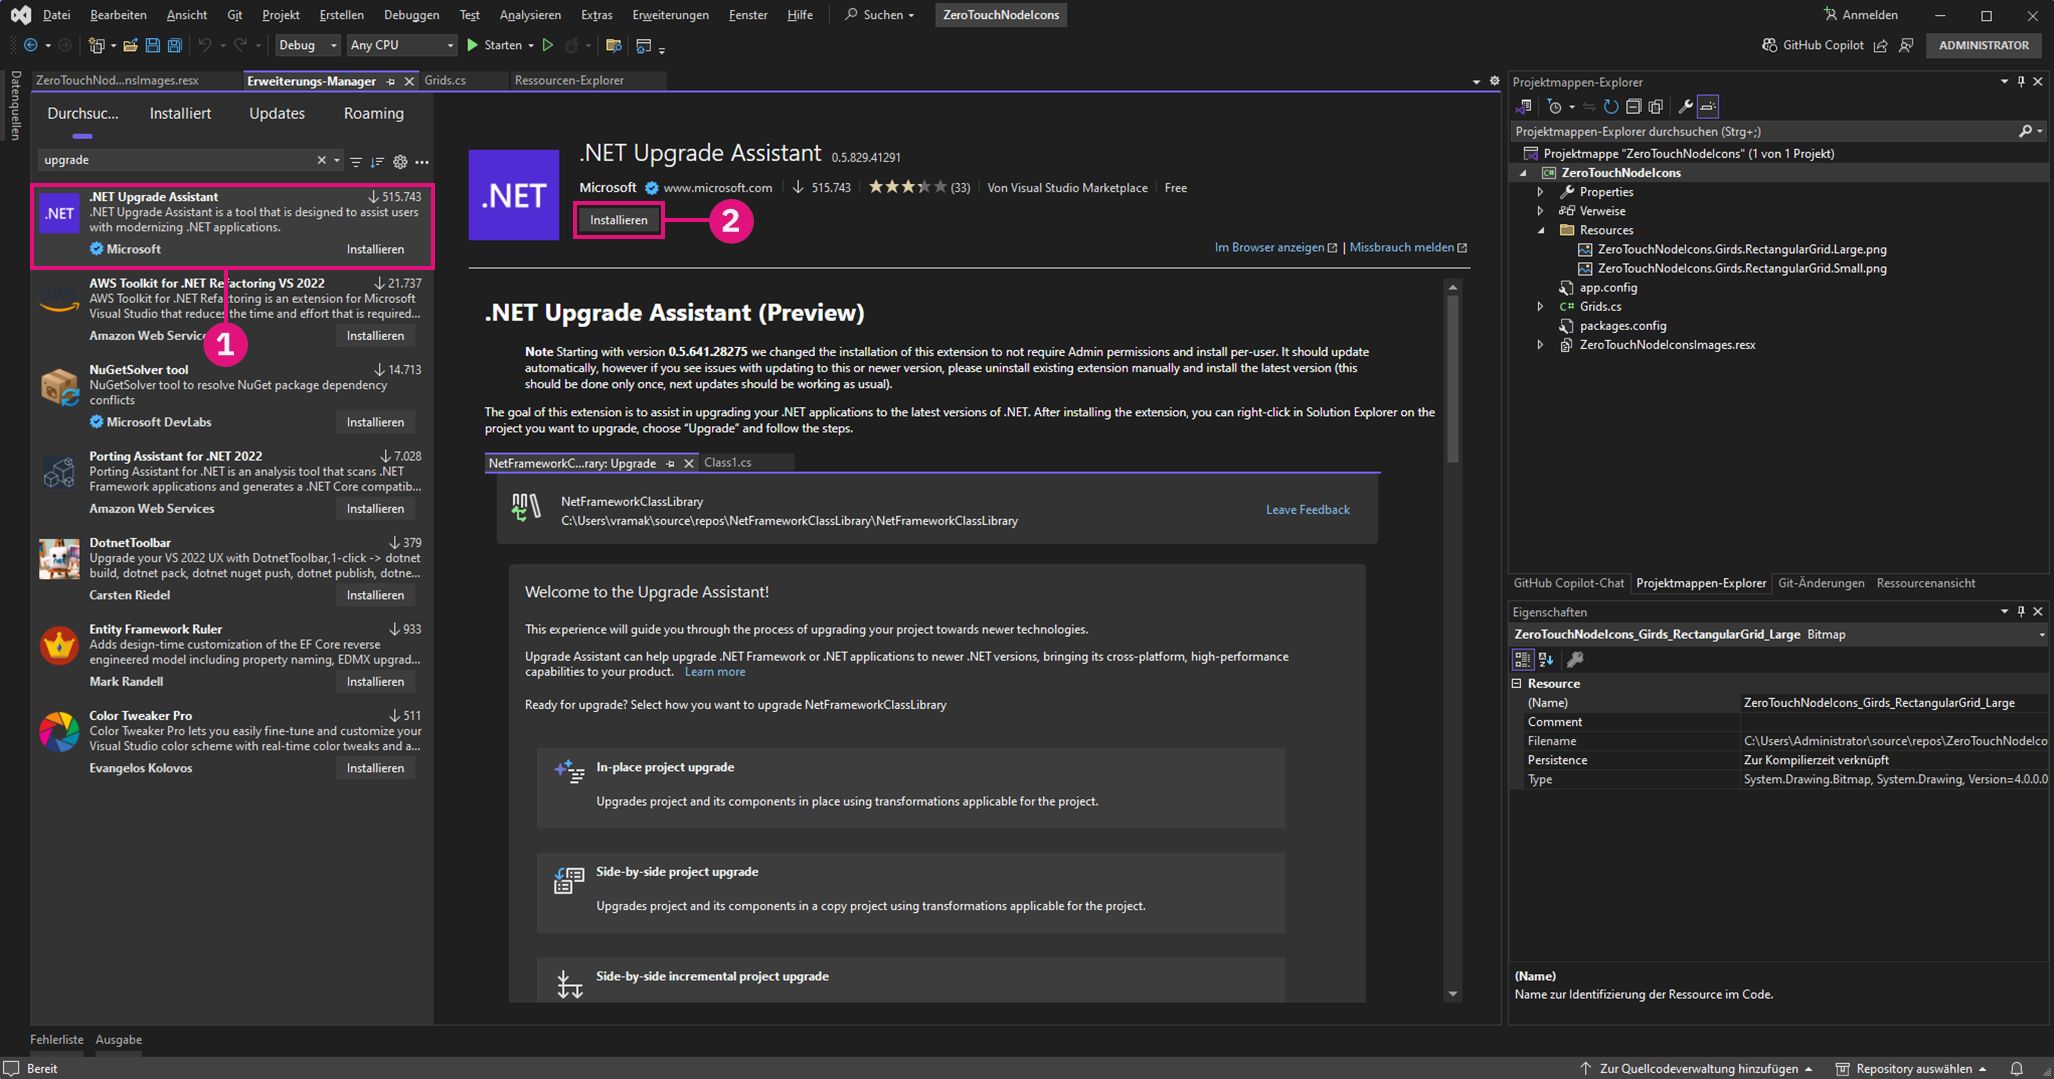 Datei Bearbeiten Ansicht Git Projekt Erstellen Debuggen Test Analysieren Extras Erweiterungen Fenster Hilfe Suchen ZeroTouchNodeIcons Anmelden
Debug Any CPU Starten GitHub Copilot ADMINISTRATOR
Datenquellen
ZeroTouchNod...nsImages.resx Erweiterungs-Manager Grids.cs Ressourcen-Explorer
Durchsuc... Installiert Updates Roaming
upgrade
.NET
.NET Upgrade Assistant 515.743
.NET Upgrade Assistant is a tool that is designed to assist users
with modernizing .NET applications.
Microsoft Installieren
1
aws
AWS Toolkit for .NET Refactoring VS 2022 21.737
AWS Toolkit for .NET Refactoring is an extension for Microsoft
Visual Studio that reduces the time and effort that is required...
Amazon Web Servic Installieren
NuGetSolver tool 14.713
NuGetSolver tool to resolve NuGet package dependency
conflicts
Microsoft DevLabs Installieren
Porting Assistant for .NET 2022 7.028
Porting Assistant for .NET is an analysis tool that scans .NET
Framework applications and generates a .NET Core compatib...
Amazon Web Services Installieren
DotnetToolbar 379
Upgrade your VS 2022 UX with DotnetToolbar,1-click -> dotnet
build, dotnet pack, dotnet nuget push, dotnet publish, dotne...
Carsten Riedel Installieren
Entity Framework Ruler 933
Adds design-time customization of the EF Core reverse
engineered model including property naming, EDMX upgrad...
Mark Randell Installieren
Color Tweaker Pro 511
Color Tweaker Pro lets you easily fine-tune and customize your
Visual Studio color scheme with real-time color tweaks and a...
Evangelos Kolovos Installieren
.NET
.NET Upgrade Assistant 0.5.829.41291
Microsoft www.microsoft.com 515.743 (33) Von Visual Studio Marketplace Free
Installieren
2
Im Browser anzeigen | Missbrauch melden
.NET Upgrade Assistant (Preview)
Note Starting with version 0.5.641.28275 we changed the installation of this extension to not require Admin permissions and install per-user. It should update
automatically, however if you see issues with updating to this or newer version, please uninstall existing extension manually and install the latest version (this
should be done only once, next updates should be working as usual).
The goal of this extension is to assist in upgrading your .NET applications to the latest versions of .NET. After installing the extension, you can right-click in Solution Explorer on the
project you want to upgrade, choose "Upgrade" and follow the steps.
NetFrameworkC...rary: Upgrade Class1.cs
NetFrameworkClassLibrary
C:\Users\vramak\source\repos\NetFrameworkClassLibrary\NetFrameworkClassLibrary
Leave Feedback
Welcome to the Upgrade Assistant!
This experience will guide you through the process of upgrading your project towards newer technologies.
Upgrade Assistant can help upgrade .NET Framework or .NET applications to newer .NET versions, bringing its cross-platform, high-performance
capabilities to your product. Learn more
Ready for upgrade? Select how you want to upgrade NetFrameworkClassLibrary
In-place project upgrade
Upgrades project and its components in place using transformations applicable for the project.
Side-by-side project upgrade
Upgrades project and its components in a copy project using transformations applicable for the project.
Side-by-side incremental project upgrade
Projektmappen-Explorer
Projektmappen-Explorer durchsuchen (Strg+;)
Projektmappe "ZeroTouchNodeIcons" (1 von 1 Projekt)
C# ZeroTouchNodeIcons
Properties
Verweise
Resources
ZeroTouchNodeIcons.Girds.RectangularGrid.Large.png
ZeroTouchNodeIcons.Girds.RectangularGrid.Small.png
app.config
C# Grids.cs
packages.config
ZeroTouchNodeIconsImages.resx
GitHub Copilot-Chat Projektmappen-Explorer Git-Änderungen Ressourcenansicht
Eigenschaften
ZeroTouchNodeIcons_Girds_RectangularGrid_Large Bitmap
Resource
(Name) ZeroTouchNodeIcons_Girds_RectangularGrid_Large
Comment
Filename C:\Users\Administrator\source\repos\ZeroTouchNodeIco
Persistence Zur Kompilierzeit verknüpft
Type System.Drawing.Bitmap, System.Drawing, Version=4.0.0.0
(Name)
Name zur Identifizierung der Ressource im Code.
Fehlerliste Ausgabe
Bereit Zur Quellcodeverwaltung hinzufügen Repository auswählen